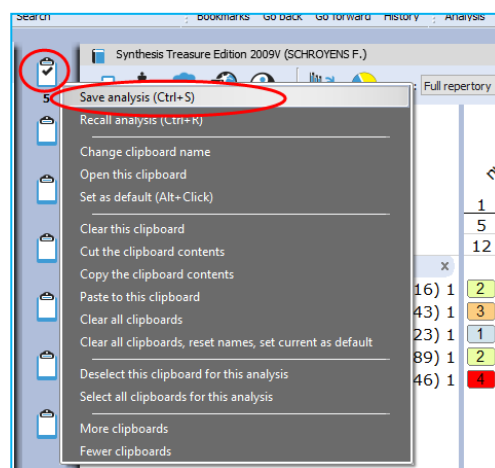 Search
Bookmarks Go back Go forward History Analysis
Synthesis Treasure Edition 2009V (SCHROYENS F.)
: Full repertory
5
Save analysis (Ctrl+S)
Recall analysis (Ctrl+R)
Change clipboard name
Open this clipboard
Set as default (Alt+Click)
Clear this clipboard
Cut the clipboard contents
Copy the clipboard contents
Paste to this clipboard
Clear all clipboards
Clear all clipboards, reset names, set current as default
Deselect this clipboard for this analysis
Select all clipboards for this analysis
More clipboards
Fewer clipboards
1
5
12
x
16) 1 2
43) 1 3
23) 1 1
89) 1 2
46) 1 4